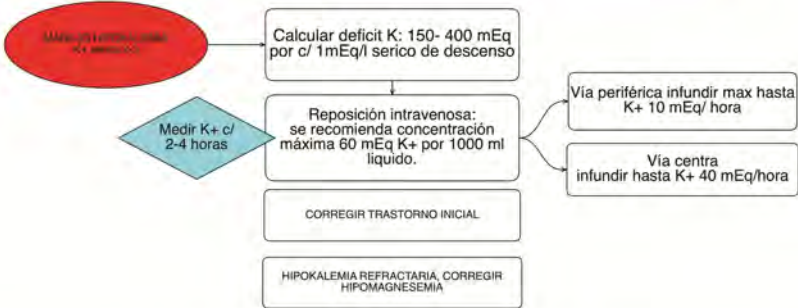 Calcular deficit K: 150- 400 mEq
por c/ 1mEq/l serico de descenso
Medir K+ c/
2-4 horas
Reposición intravenosa:
se recomienda concentración
máxima 60 mEq K+ por 1000 ml
liquido.
Vía periférica infundir max hasta
K+ 10 mEq/ hora
Vía centra
infundir hasta K+ 40 mEq/hora
CORREGIR TRASTORNO INICIAL
HIPOKALEMIA REFRACTARIA, CORREGIR
HIPOMAGNESEMIA